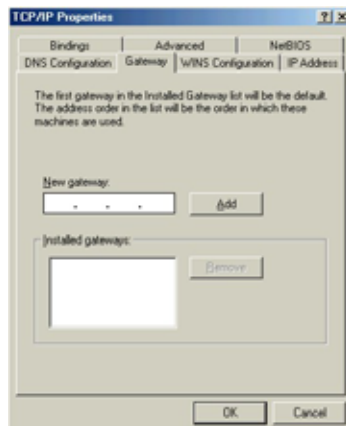 TCP/IP Properties
Bindings Advanced NetBIOS
DNS Configuration Gateway WINS Configuration IP Address
The first gateway in the Installed Gateway list will be the default.
The address order in the list will be the order in which these
machines are used.
New gateway:
. . . Add
Installed gateways:
Remove
OK Cancel